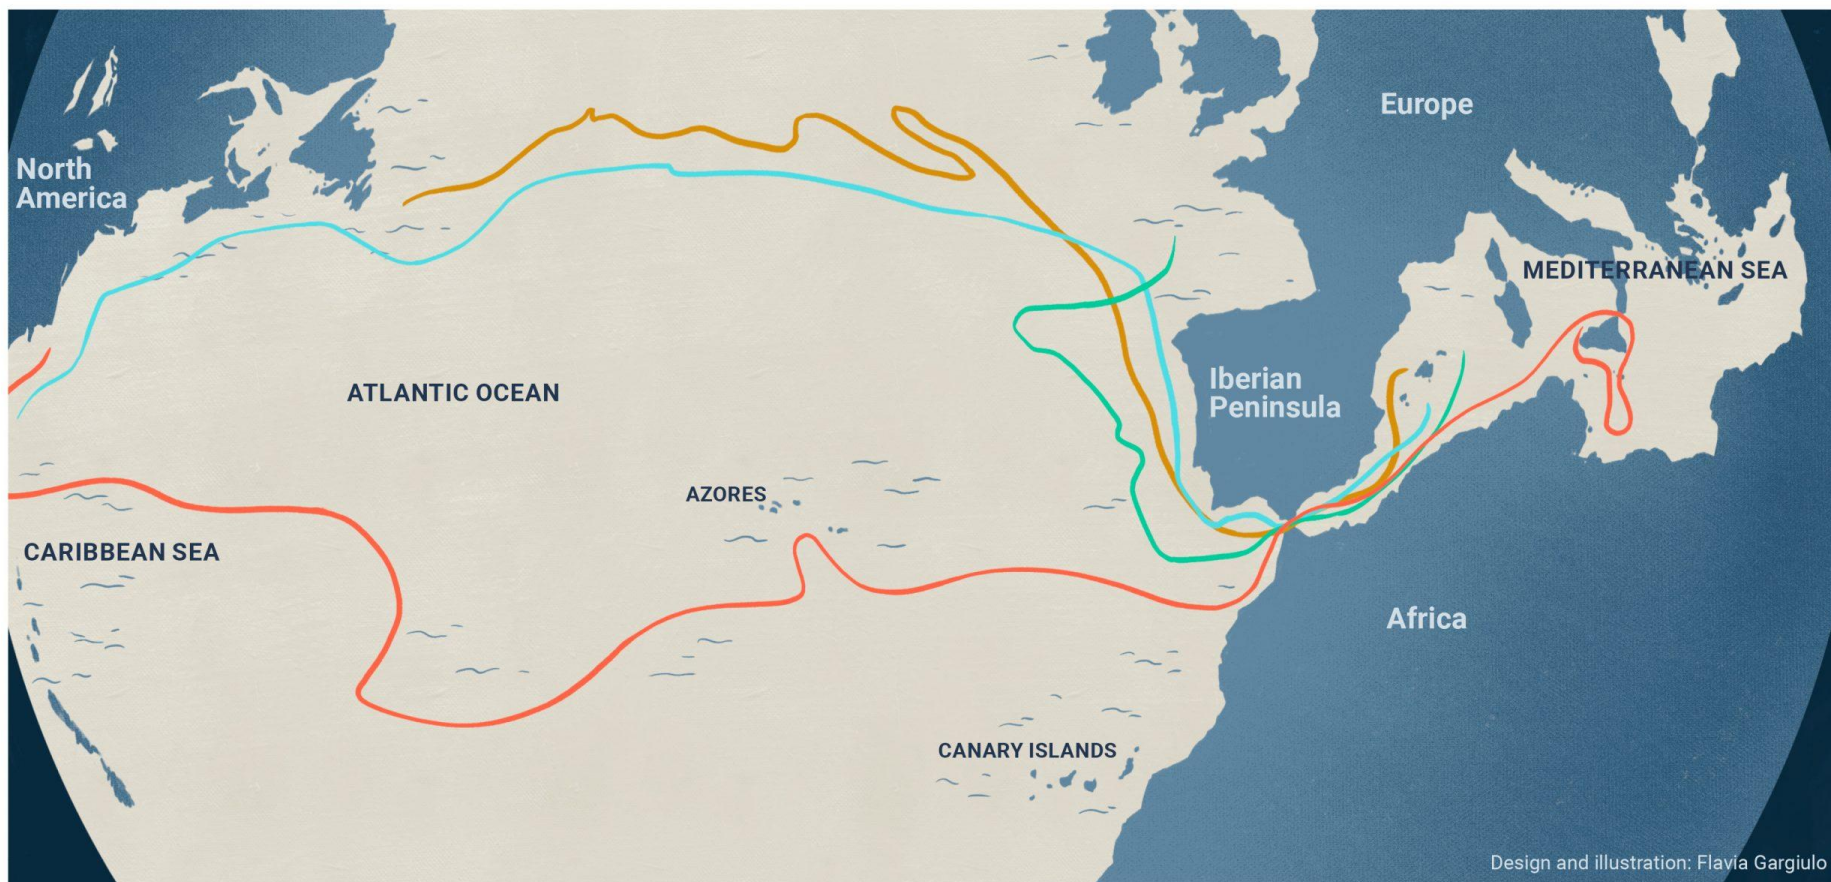 Europe
North
America
MEDITERRANEAN SEA
ATLANTIC OCEAN
Iberian
Peninsula
AZORES
CARIBBEAN SEA
Africa
CANARY ISLANDS
Design and illustration: Flavia Gargiulo